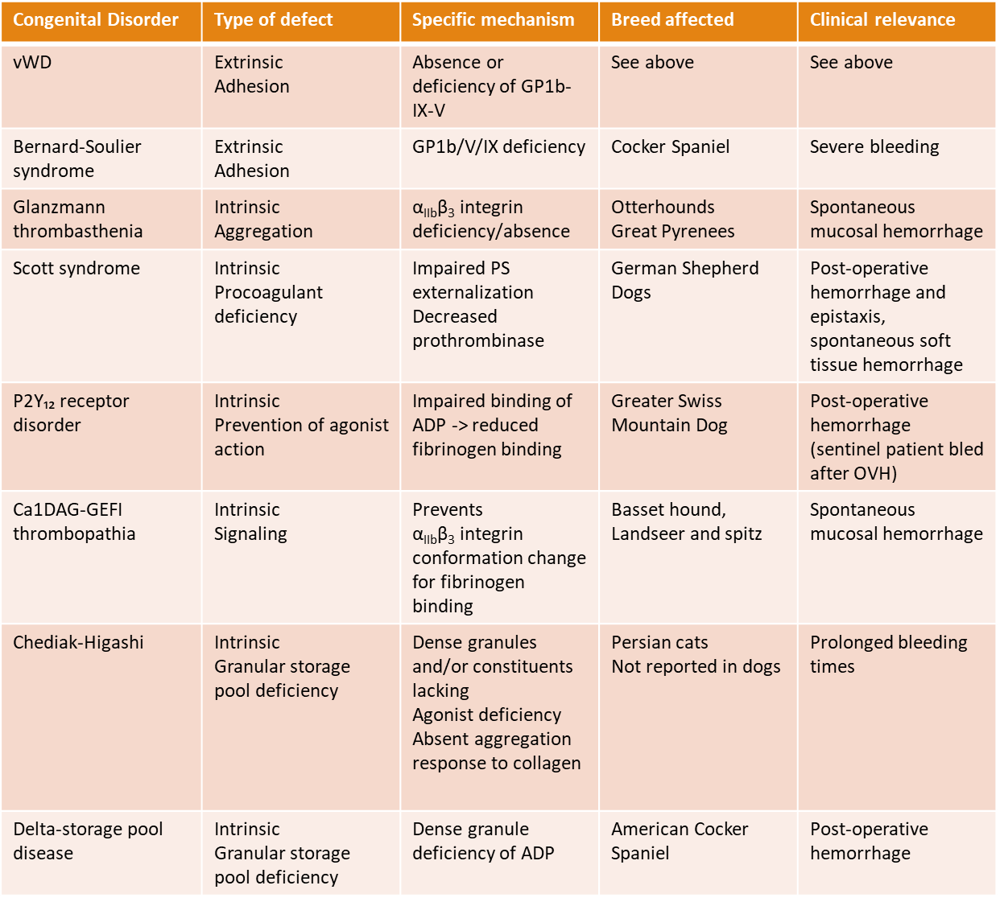 Congenital Disorder
Type of defect
Specific mechanism
Breed affected
Clinical relevance
vWD
Extrinsic
Adhesion
Absence or
deficiency of GP1b-
IX-V
See above
See above
Bernard-Soulier
syndrome
Extrinsic
Adhesion
GP1b/V/IX deficiency
Cocker Spaniel
Severe bleeding
Glanzmann
thrombasthenia
Intrinsic
Aggregation
αIIbβ3 integrin
deficiency/absence
Otterhounds
Great Pyrenees
Spontaneous
mucosal hemorrhage
Scott syndrome
Intrinsic
Procoagulant
deficiency
Impaired PS
externalization
Decreased
prothrombinase
German Shepherd
Dogs
Post-operative
hemorrhage and
epistaxis,
spontaneous soft
tissue hemorrhage
P2Y₁₂ receptor
disorder
Intrinsic
Prevention of agonist
action
Impaired binding of
ADP -> reduced
fibrinogen binding
Greater Swiss
Mountain Dog
Post-operative
hemorrhage
(sentinel patient bled
after OVH)
Ca1DAG-GEFI
thrombopathia
Intrinsic
Signaling
Prevents
αIIbβ3 integrin
conformation change
for fibrinogen
binding
Basset hound,
Landseer and spitz
Spontaneous
mucosal hemorrhage
Chediak-Higashi
Intrinsic
Granular storage
pool deficiency
Dense granules
and/or constituents
lacking
Agonist deficiency
Absent aggregation
response to collagen
Persian cats
Not reported in dogs
Prolonged bleeding
times
Delta-storage pool
disease
Intrinsic
Granular storage
pool deficiency
Dense granule
deficiency of ADP
American Cocker
Spaniel
Post-operative
hemorrhage